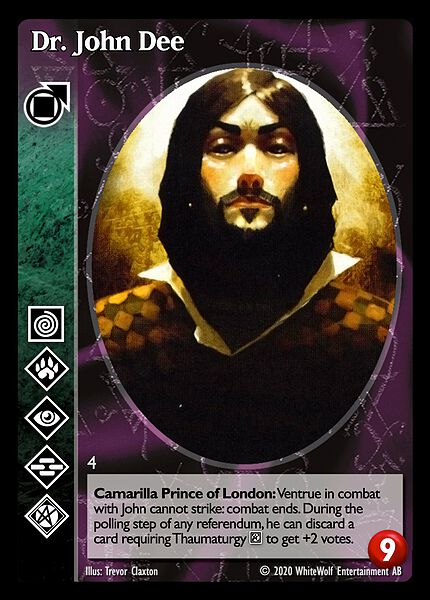 Dr. John Dee
4
Camarilla Prince of London: Ventrue in combat
with John cannot strike: combat ends. During the
polling step of any referendum, he can discard a
card requiring Thaumaturgy to get +2 votes.
9
Illus: Trevor Claxton
© 2020 WhiteWolf Entertainment AB